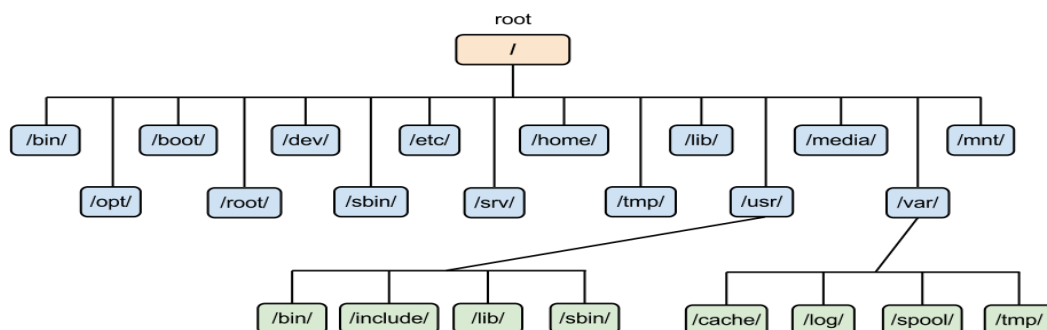 root
/
/bin/ /boot/ /dev/ /etc/ /home/ /lib/ /media/ /mnt/
/opt/ /root/ /sbin/ /srv/ /tmp/ /usr/ /var/
/bin/ /include/ /lib/ /sbin/ /cache/ /log/ /spool/ /tmp/